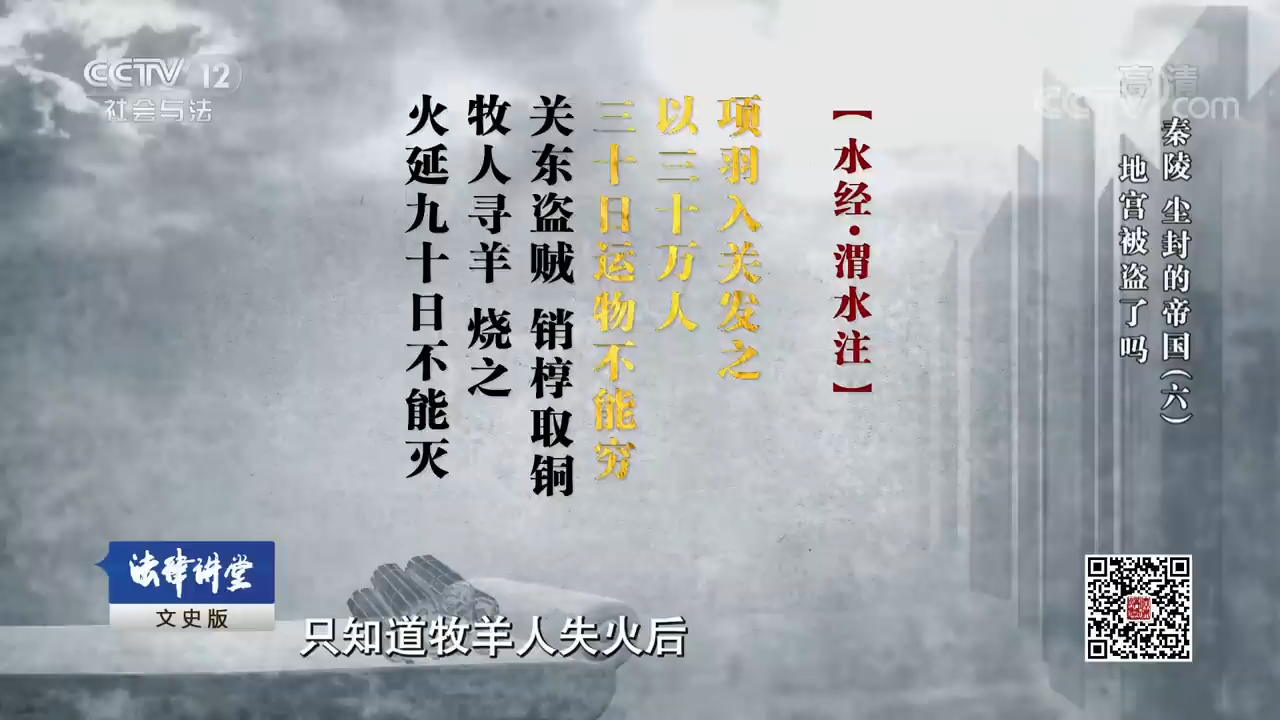 CCTV 12
社会与法
高清
CCTV.com
秦陵 尘封的帝国(六)
地宫被盗了吗
【水经·渭水注】
项羽入关发之
以三十万人
三十日运物不能穷
关东盗贼 销椁取铜
牧人寻羊 烧之
火延九十日不能灭
法律讲堂
文史版
只知道牧羊人失火后